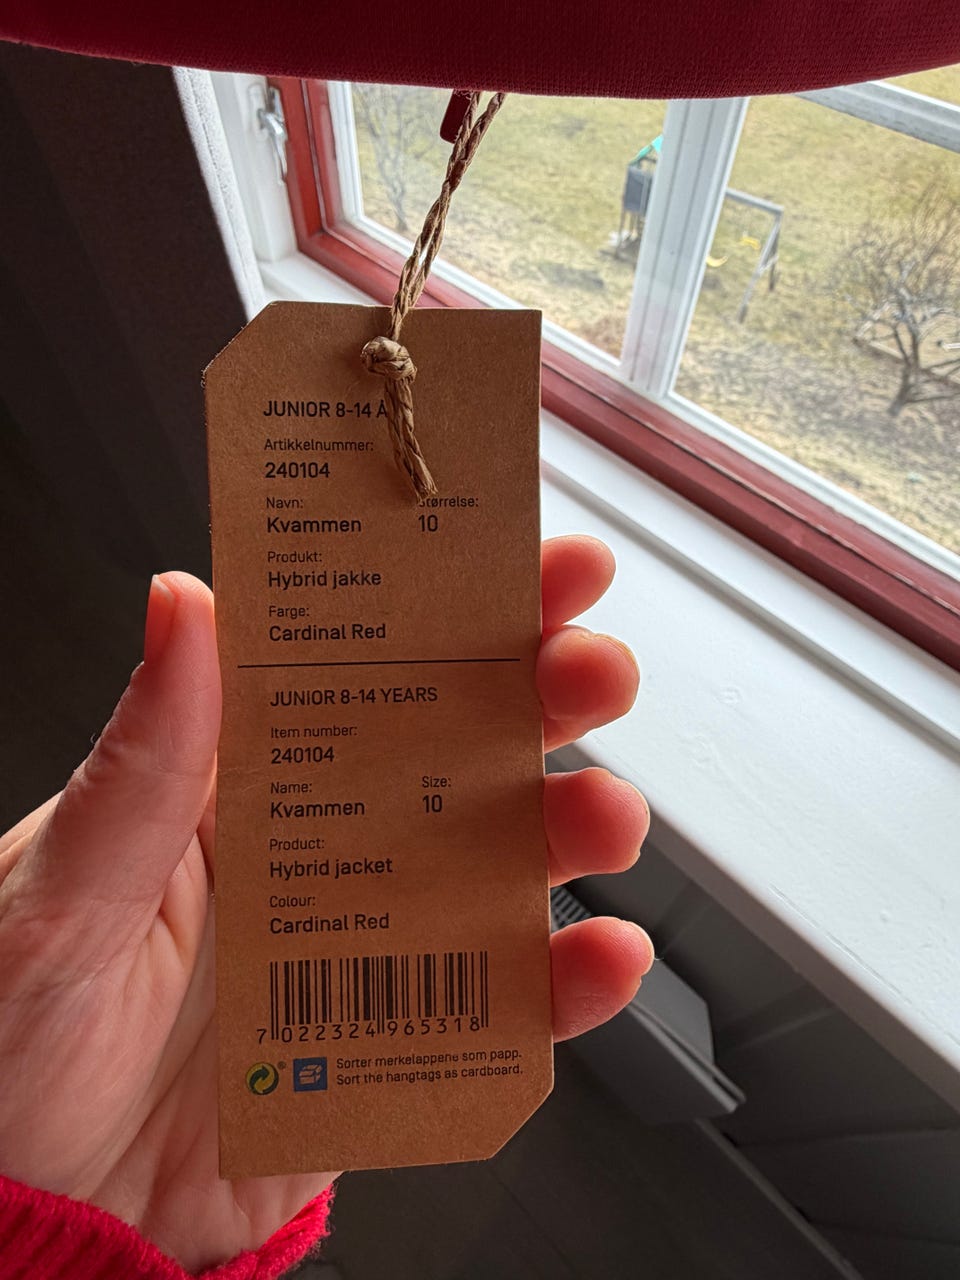 JUNIOR 8-14 Å
Artikkelnummer:
240104
Navn: Størrelse:
Kvammen 10
Produkt:
Hybrid jakke
Farge:
Cardinal Red
JUNIOR 8-14 YEARS
Item number:
240104
Name: Size:
Kvammen 10
Product:
Hybrid jacket
Colour:
Cardinal Red
7 022324 965318
Sorter merkelappene som papp.
Sort the hangtags as cardboard.